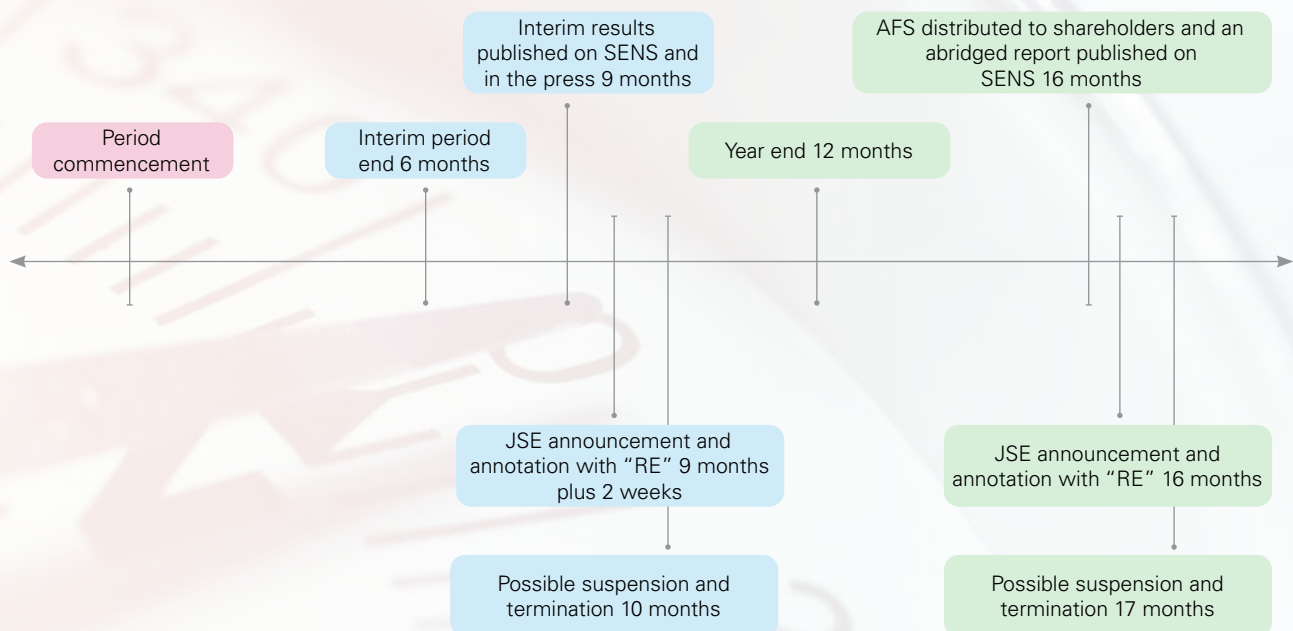 Interim results
published on SENS and
in the press 9 months
AFS distributed to shareholders and an
abridged report published on
SENS 16 months
Period
commencement
Interim period
end 6 months
Year end 12 months
JSE announcement and
annotation with “RE” 9 months
plus 2 weeks
JSE announcement and
annotation with “RE” 16 months
Possible suspension and
termination 10 months
Possible suspension and
termination 17 months